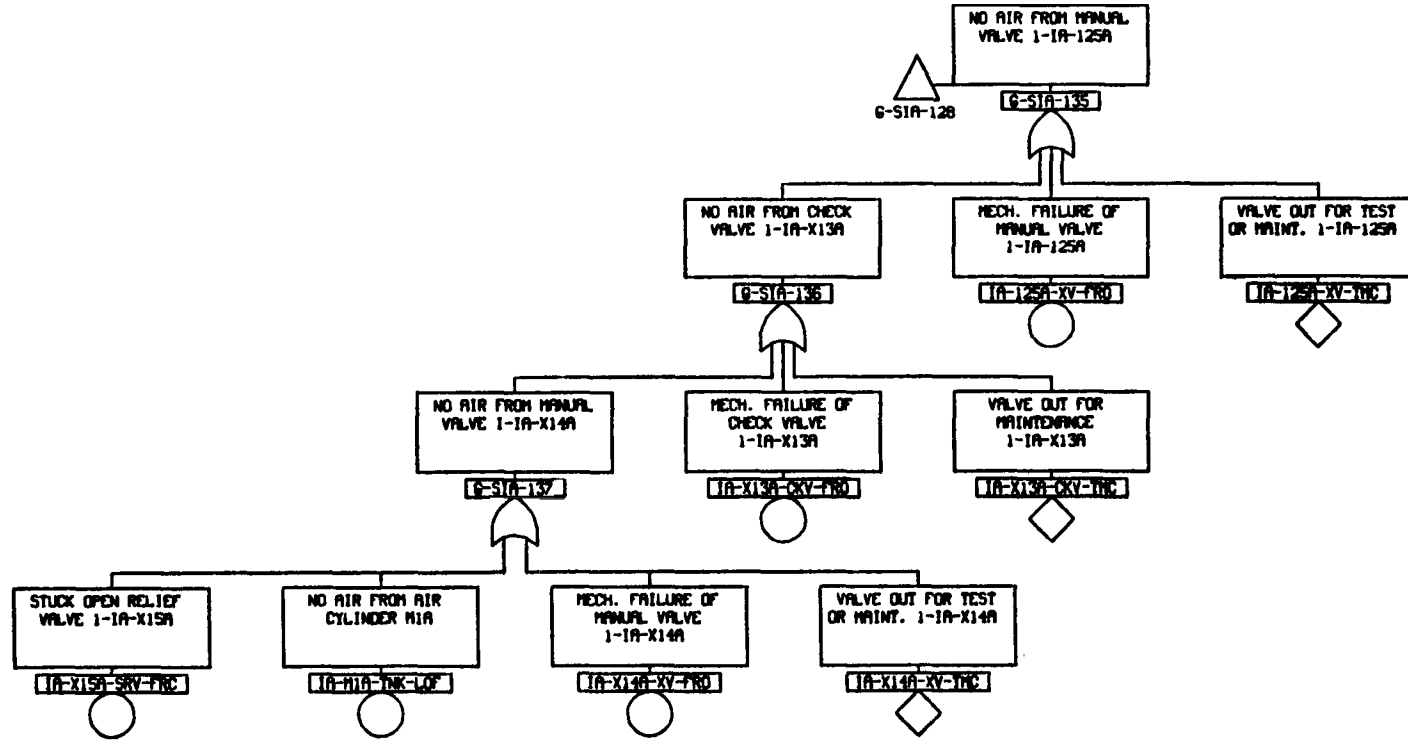 NO AIR FROM MANUAL
VALVE 1-IA-125A
G-SIA-128
G-SIA-135
NO AIR FROM CHECK
VALVE 1-IA-X13A
G-SIA-136
MECH. FAILURE OF
MANUAL VALVE
1-IA-125A
IA-125A-XV-FRO
VALVE OUT FOR TEST
OR MAINT. 1-IA-125A
IA-125A-XV-TMC
NO AIR FROM MANUAL
VALVE I-IA-X14A
G-SIA-137
MECH. FAILURE OF
CHECK VALVE
1-IA-X13A
IA-X13A-CKV-FRO
VALVE OUT FOR
MAINTENANCE
1-IA-X13A
IA-X13A-CKV-TMC
STUCK OPEN RELIEF
VALVE 1-IA-X15A
IA-X15A-SRV-FRC
NO AIR FROM AIR
CYLINDER M1A
IA-M1A-TNK-LOF
MECH. FAILURE OF
MANUAL VALVE
1-IA-X14A
IA-X14A-XV-FRO
VALVE OUT FOR TEST
OR MAINT. 1-IA-X14A
IA-X14A-XV-TMC